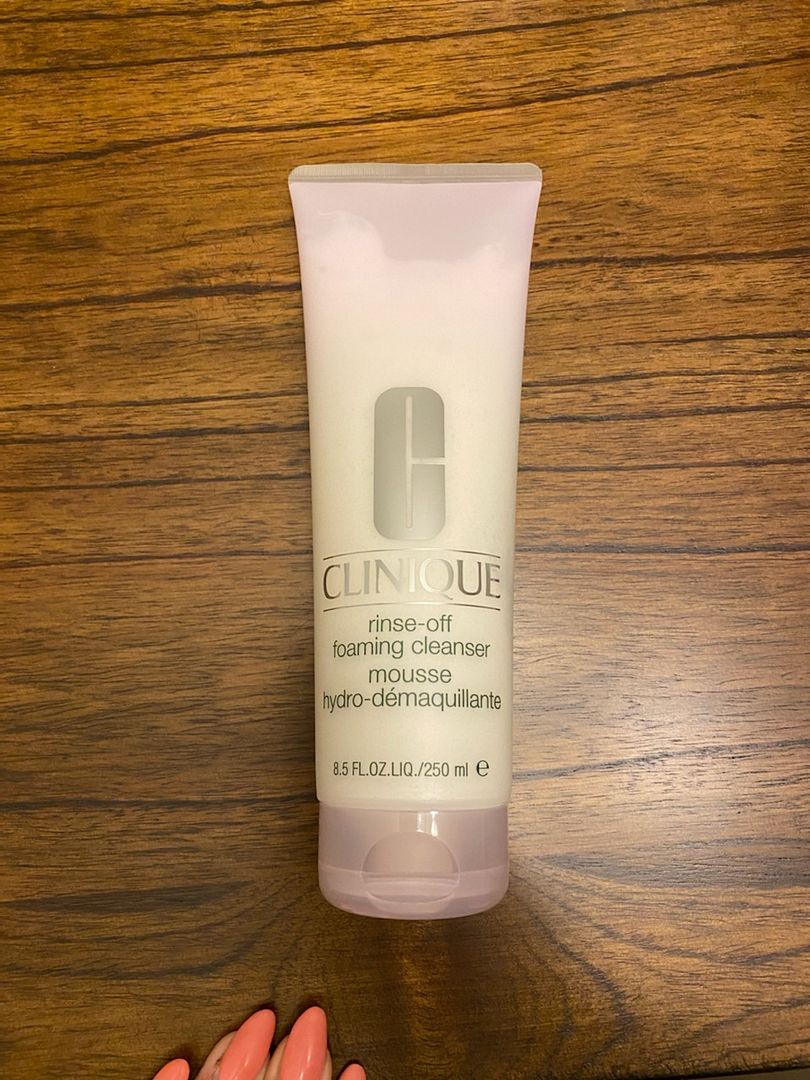 CLINIQUE
rinse-off
foaming cleanser
mousse
hydro-démaquillante
8.5 FL.OZ.LIQ./250 ml ℮